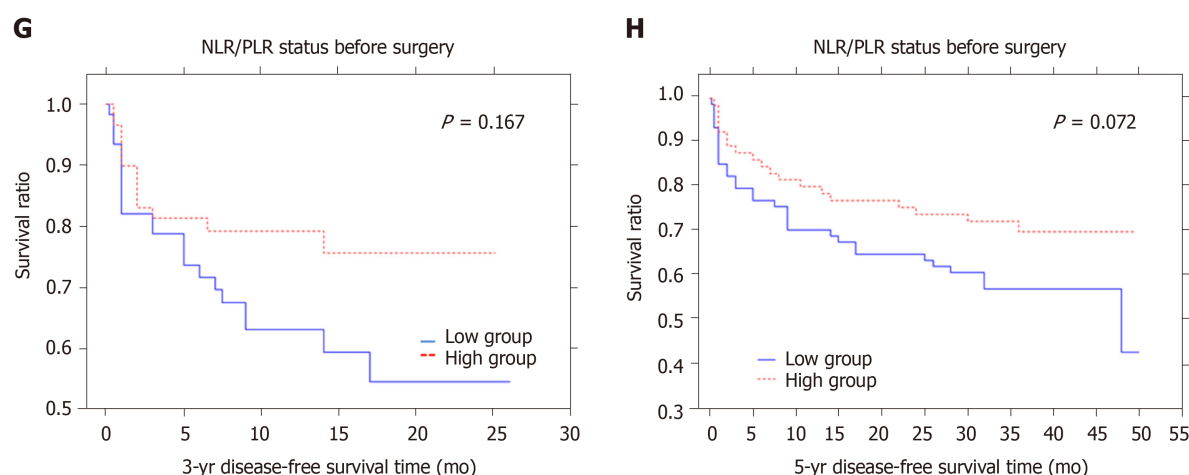 G
NLR/PLR status before surgery
1.0
0.9
0.8
0.7
0.6
0.5
Survival ratio
P = 0.167
Low group
High group
0 5 10 15 20 25 30
3-yr disease-free survival time (mo)
H
NLR/PLR status before surgery
1.0
0.9
0.8
0.7
0.6
0.5
0.4
0.3
Survival ratio
P = 0.072
Low group
High group
0 5 10 15 20 25 30 35 40 45 50 55
5-yr disease-free survival time (mo)